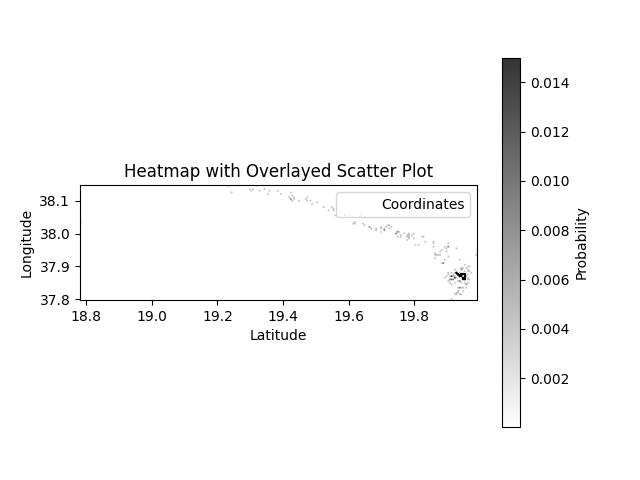 Heatmap with Overlayed Scatter Plot
Coordinates
38.1
38.0
37.9
37.8
Longitude
18.8 19.0 19.2 19.4 19.6 19.8
Latitude
0.014
0.012
0.010
0.008
0.006
0.004
0.002
Probability